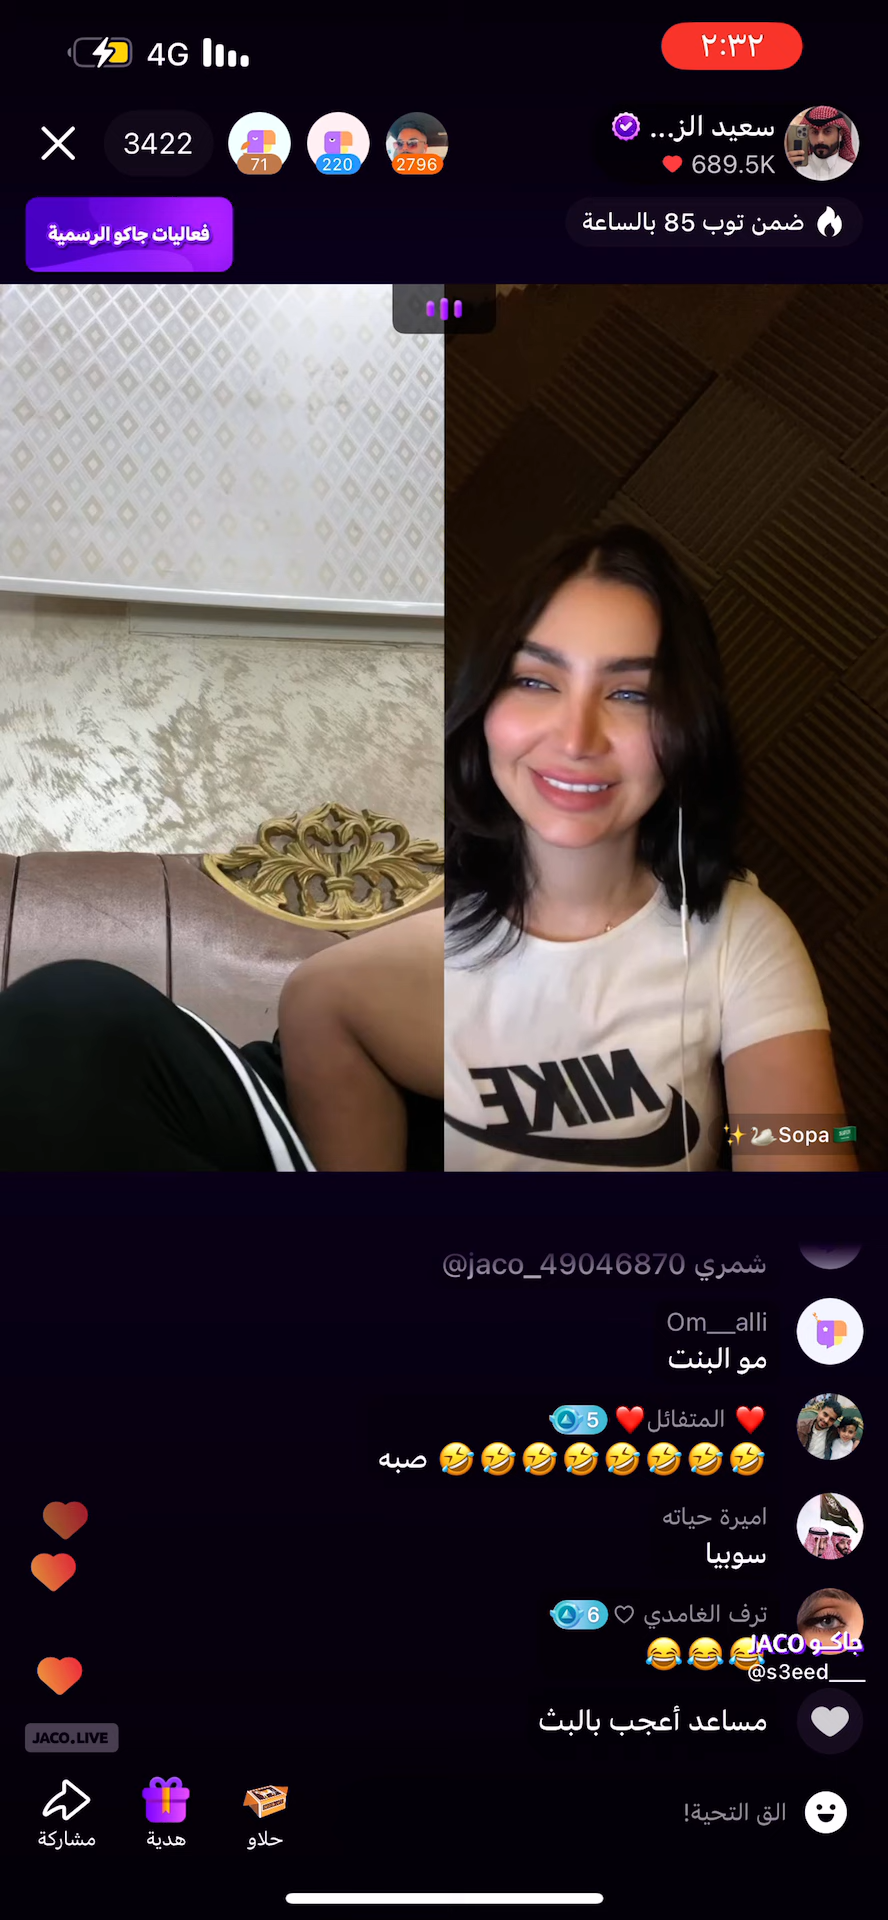 4G
٢:٣٢
3422
71
220
2796
سعيد الز...
689.5K
فعاليات جاكو الرسمية
ضمن توب 85 بالساعة
NIKE
✨🦢Sopa🇸🇦
شمري @jaco_49046870
Om__alli
مو البنت
❤️ المتفائل❤️ 5
🤣🤣🤣🤣🤣🤣🤣🤣 صبه
اميرة حياته
سوبيا
ترف الغامدي ♡ 6
😂😂😂
جاكو JACO
@s3eed___
مساعد أعجب بالبث
JACO.LIVE
الق التحية!
حلاو
هدية
مشاركة